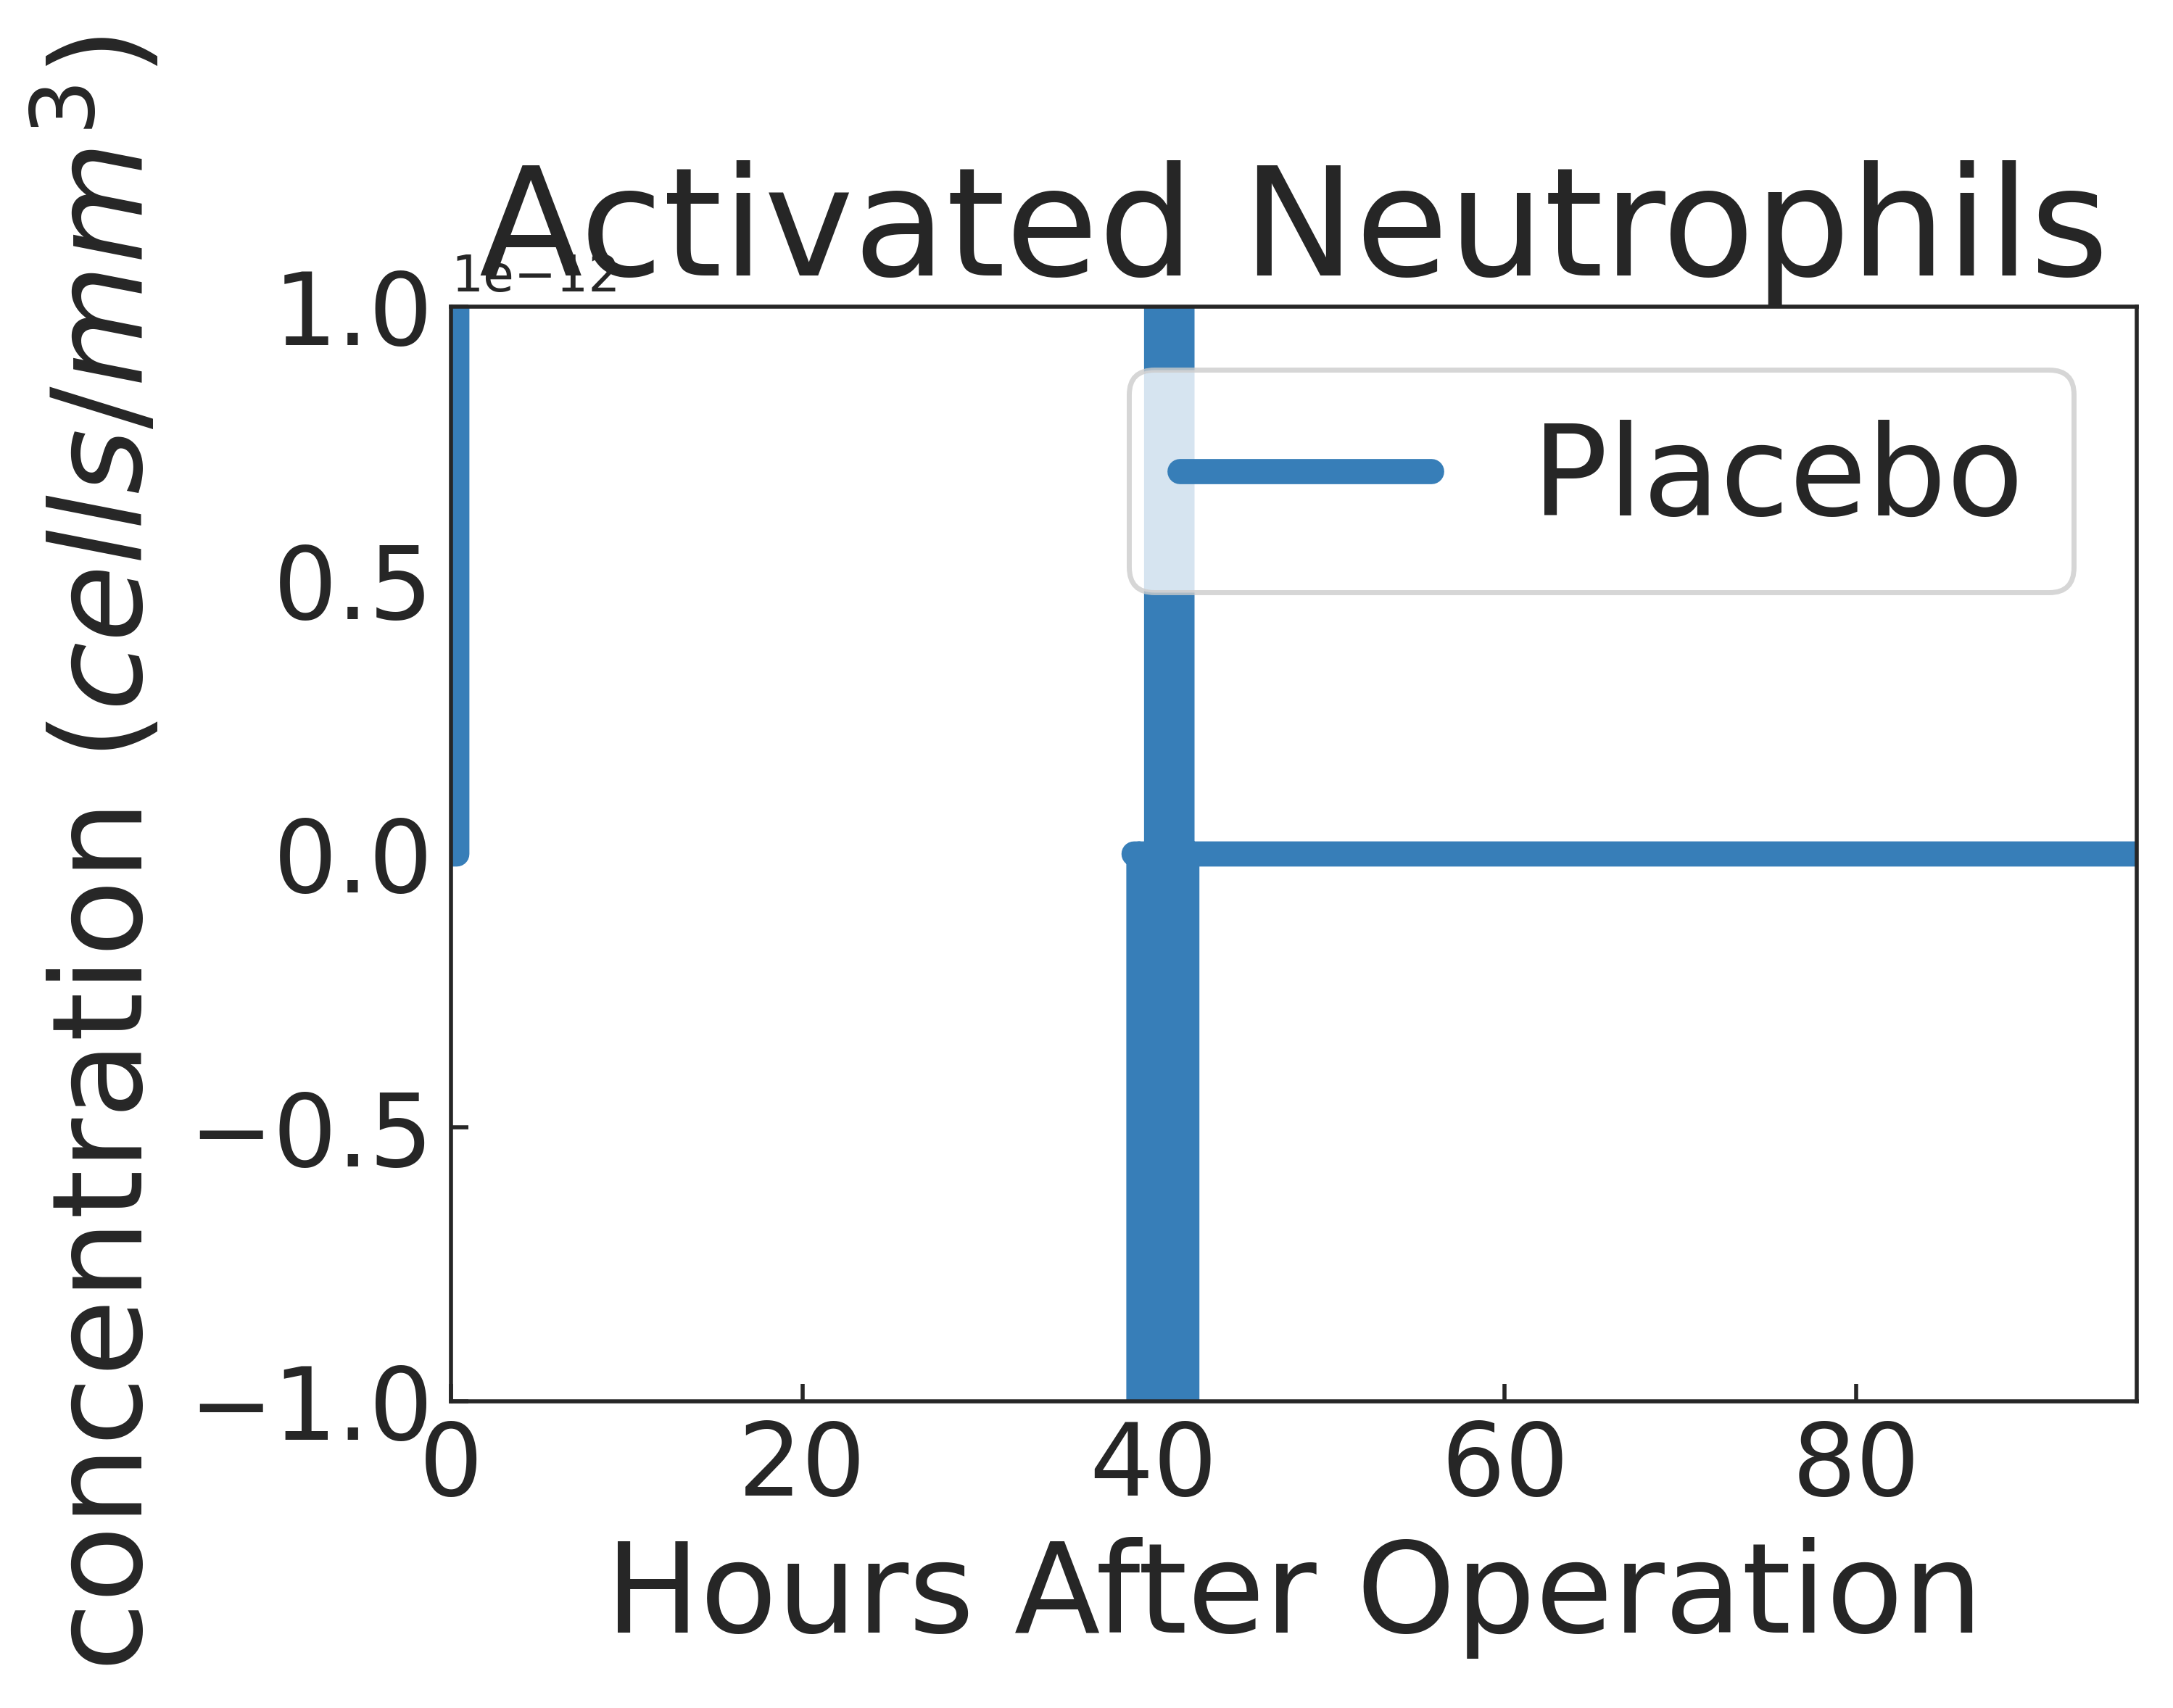 Activated Neutrophils
1e−12
concentration (cells/mm³)
1.0
0.5
0.0
−0.5
−1.0
Placebo
0 20 40 60 80
Hours After Operation